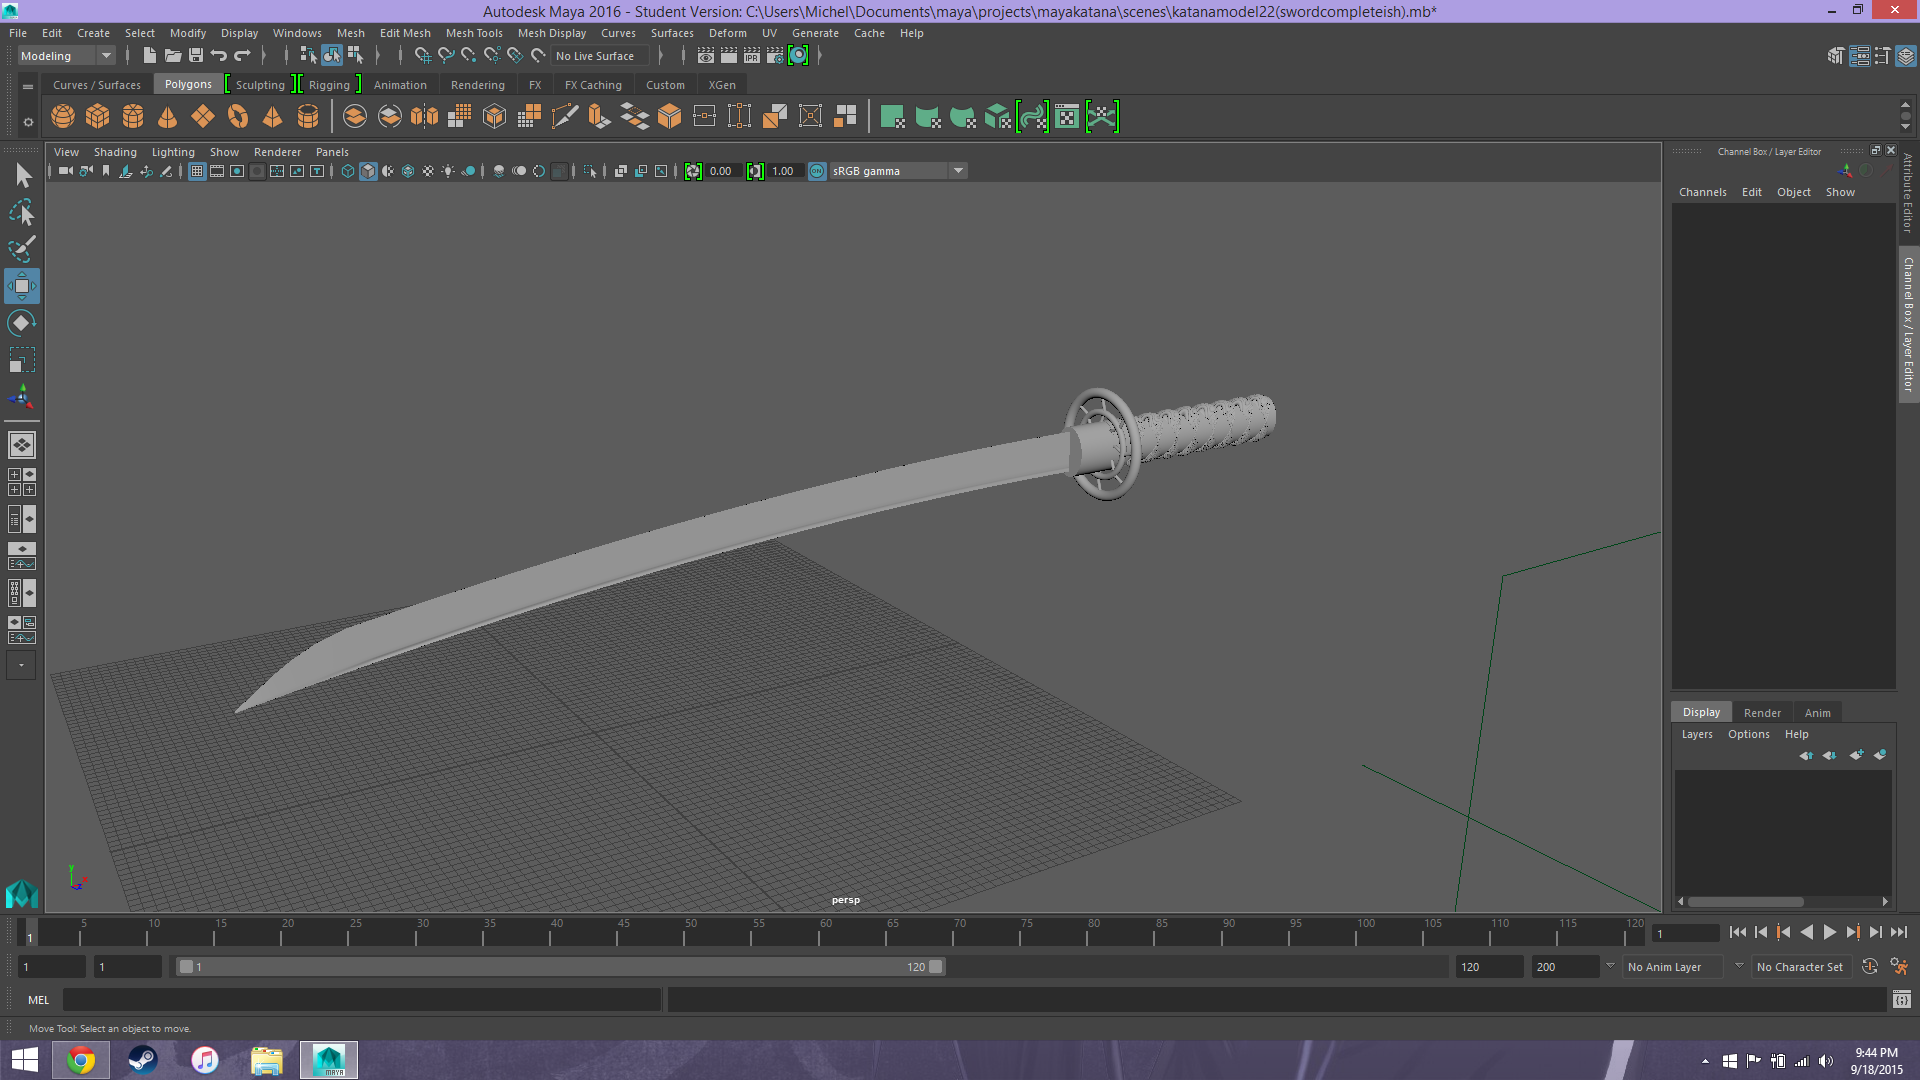 Autodesk Maya 2016 - Student Version: C:\Users\Michel\Documents\maya\projects\mayakatana\scenes\katanamodel22(swordcompleteish).mb*
File Edit Create Select Modify Display Windows Mesh Edit Mesh Mesh Tools Mesh Display Curves Surfaces Deform UV Generate Cache Help
Modeling No Live Surface IPR
Curves / Surfaces Polygons Sculpting Rigging Animation Rendering FX FX Caching Custom XGen
View Shading Lighting Show Renderer Panels
0.00 1.00 ON sRGB gamma
Channel Box / Layer Editor
Channels Edit Object Show
Attribute Editor
Channel Box / Layer Editor
Display Render Anim
Layers Options Help
y
x
z
persp
5 10 15 20 25 30 35 40 45 50 55 60 65 70 75 80 85 90 95 100 105 110 115 120
1 1
1 1 1 120 120 200 No Anim Layer No Character Set
MEL
Move Tool: Select an object to move.
MAYA
9:44 PM
9/18/2015